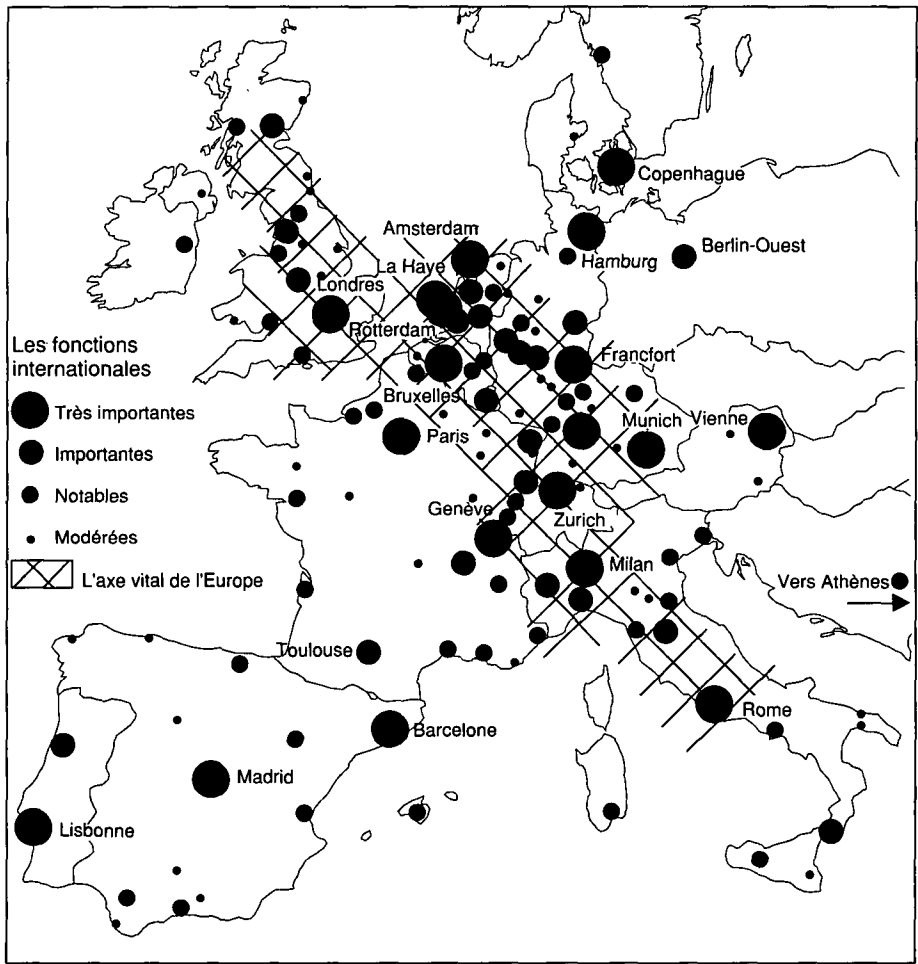 Copenhague
Amsterdam
Berlin-Ouest
Hamburg
La Haye
Londres
Rotterdam
Les fonctions
internationales
Francfort
Bruxelles
Très importantes
Munich
Vienne
Paris
Importantes
Notables
Genève
Zurich
Modérées
Milan
L'axe vital de l'Europe
Vers Athènes
Toulouse
Rome
Barcelone
Madrid
Lisbonne